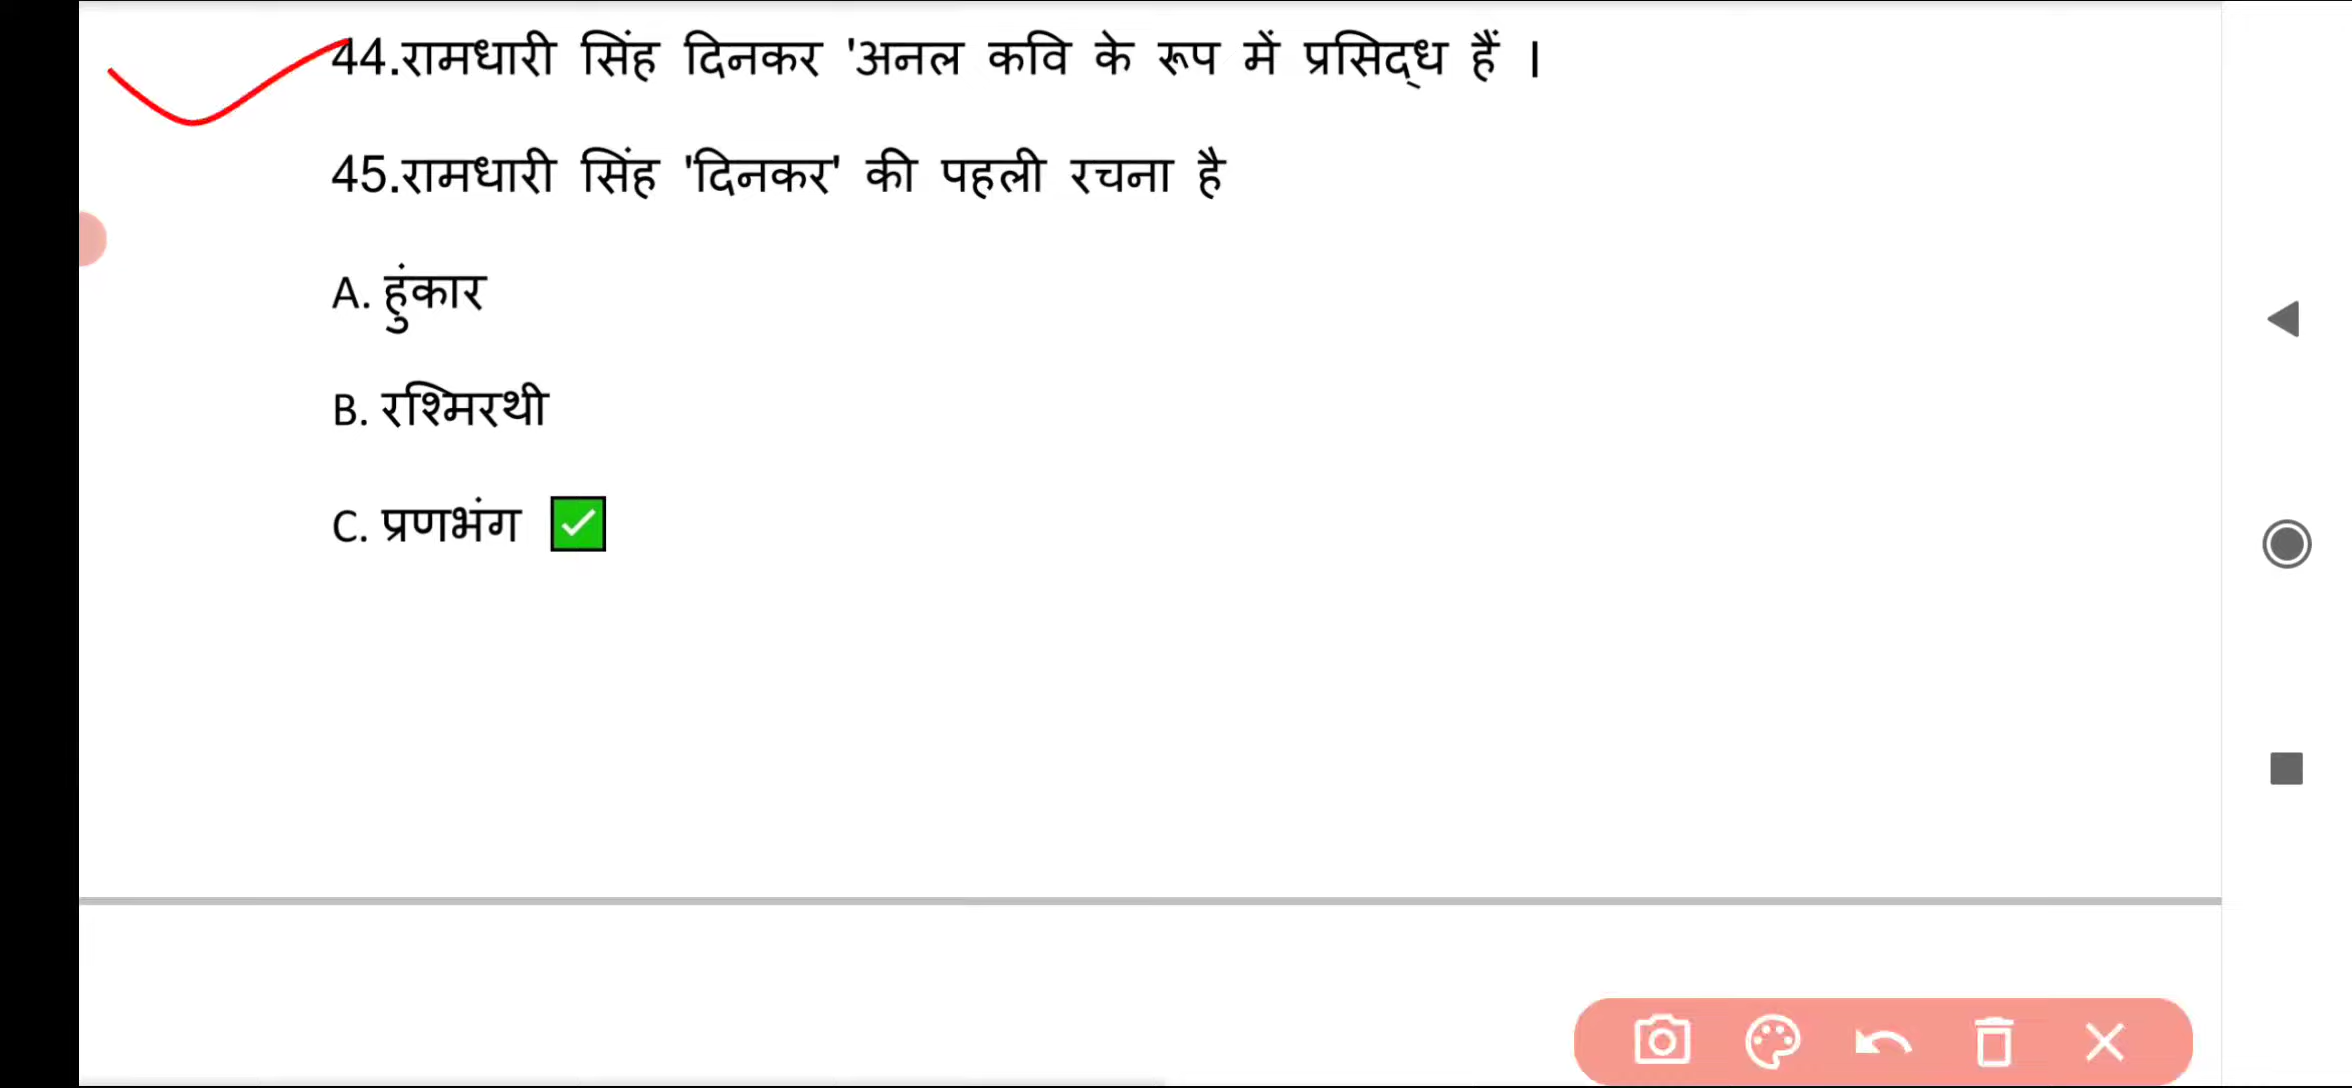 44.रामधारी सिंह दिनकर 'अनल कवि के रूप में प्रसिद्ध हैं ।
45.रामधारी सिंह 'दिनकर' की पहली रचना है
A. हुंकार
B. रश्मिरथी
C. प्रणभंग